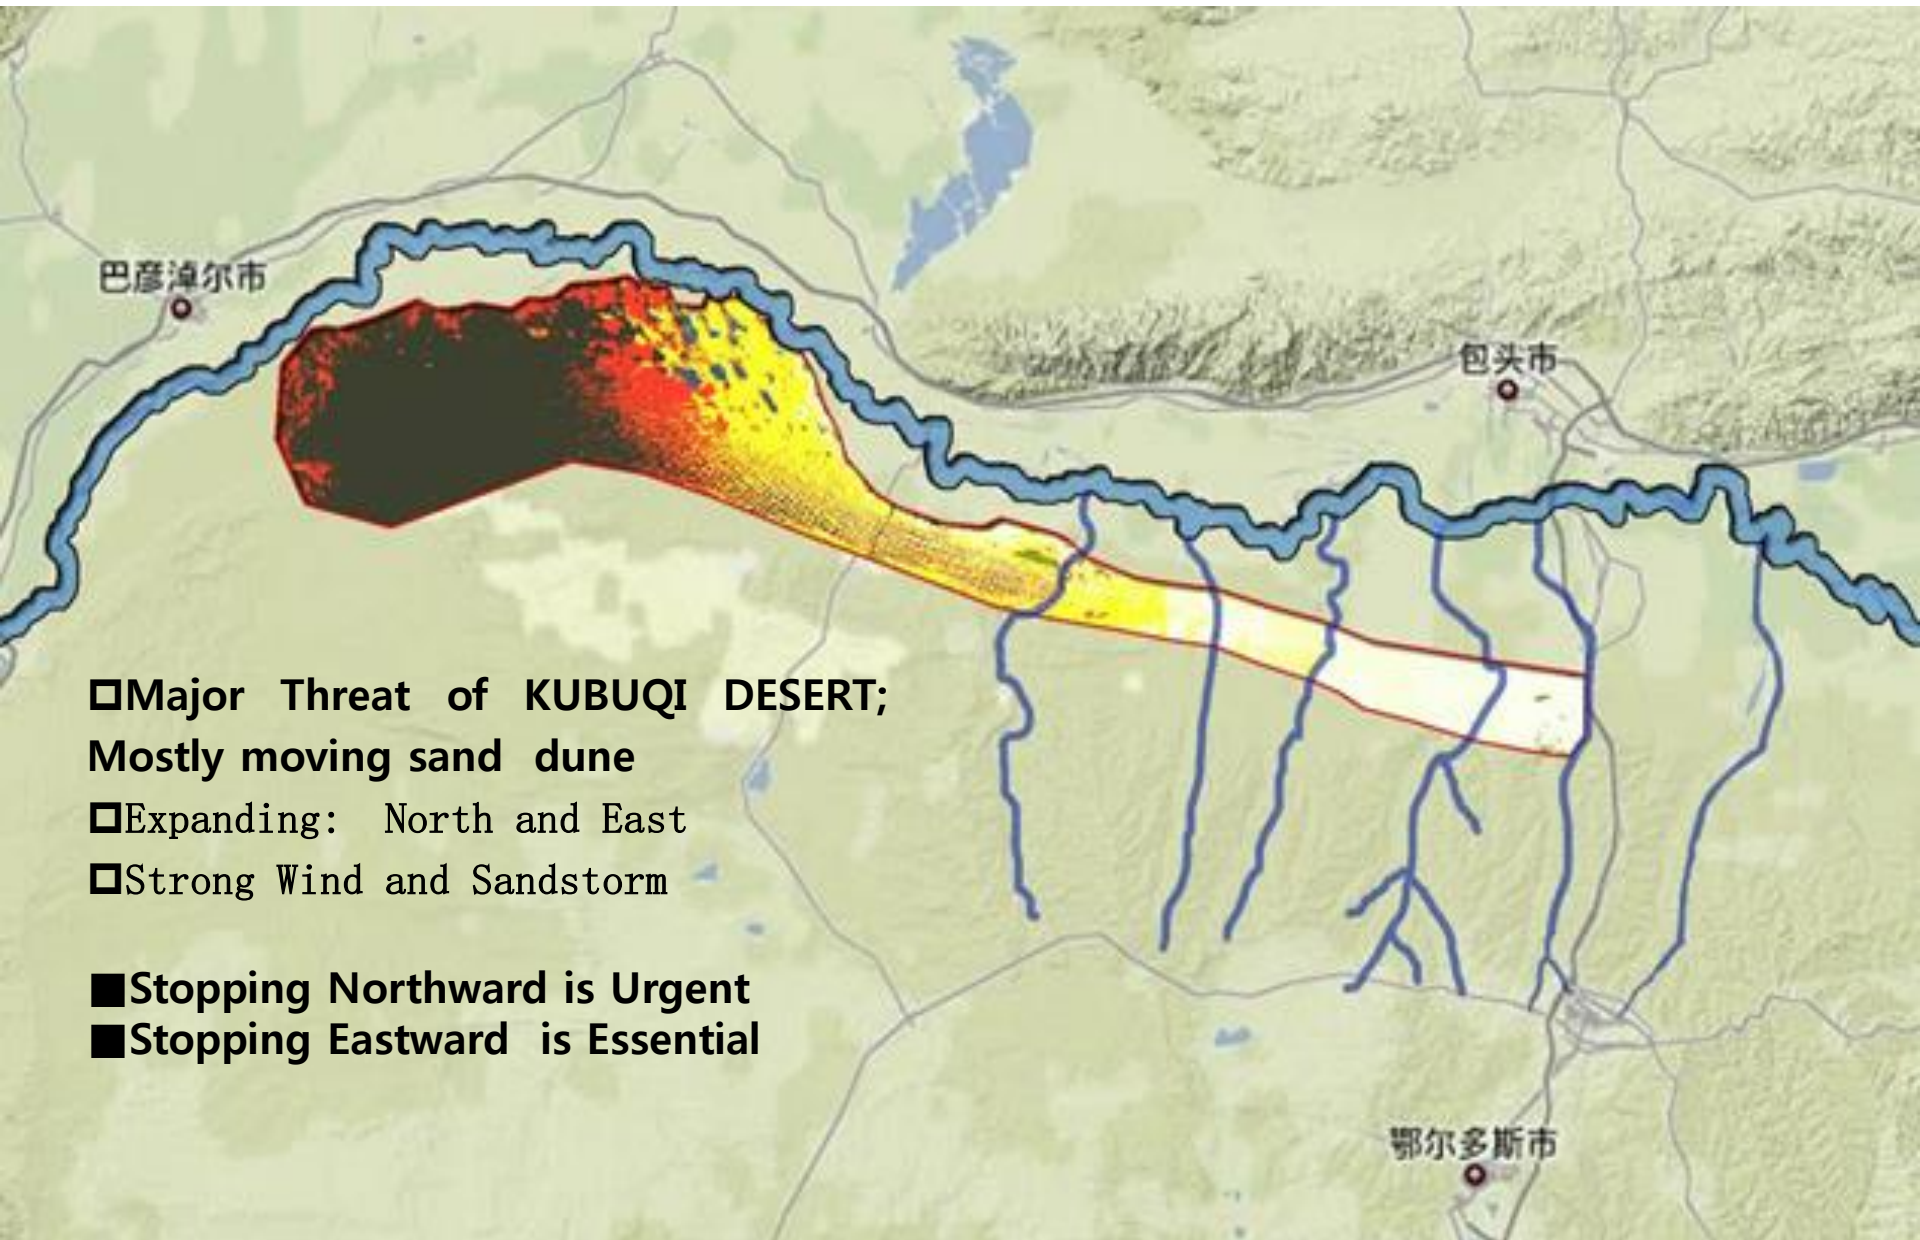 巴彦淖尔市
包头市
□Major Threat of KUBUQI DESERT;
Mostly moving sand dune
□Expanding: North and East
□Strong Wind and Sandstorm
■Stopping Northward is Urgent
■Stopping Eastward is Essential
鄂尔多斯市